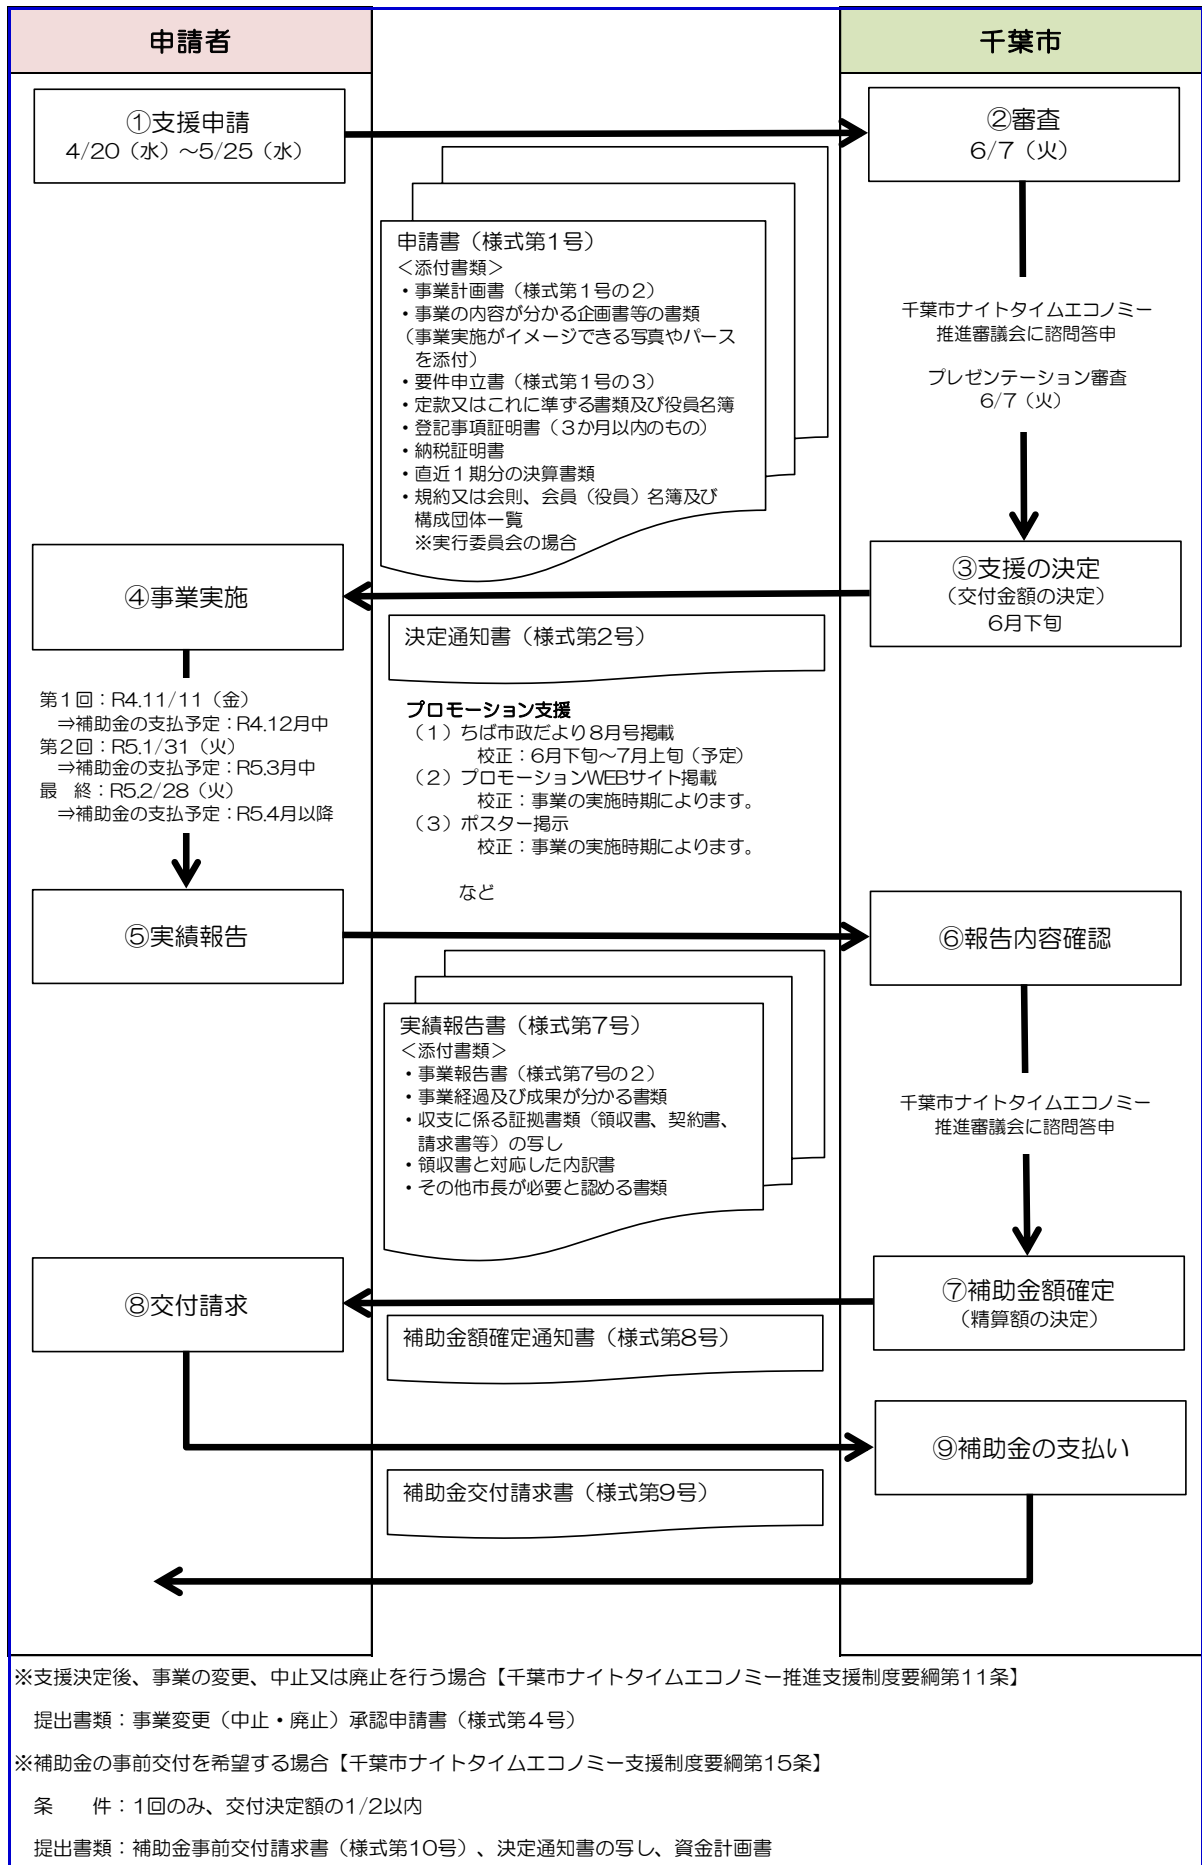 申請者
千葉市
①支援申請
4/20（水）～5/25（水）
②審査
6/7（火）
申請書（様式第1号）
＜添付書類＞
・事業計画書（様式第1号の2）
・事業の内容が分かる企画書等の書類
（事業実施がイメージできる写真やパース
を添付）
・要件申立書（様式第1号の3）
・定款又はこれに準ずる書類及び役員名簿
・登記事項証明書（3か月以内のもの）
・納税証明書
・直近1期分の決算書類
・規約又は会則、会員（役員）名簿及び
構成団体一覧
※実行委員会の場合
千葉市ナイトタイムエコノミー
推進審議会に諮問答申
プレゼンテーション審査
6/7（火）
③支援の決定
（交付金額の決定）
6月下旬
④事業実施
決定通知書（様式第2号）
第1回：R4.11/11（金）
⇒補助金の支払予定：R4.12月中
第2回：R5.1/31（火）
⇒補助金の支払予定：R5.3月中
最　終：R5.2/28（火）
⇒補助金の支払予定：R5.4月以降
プロモーション支援
（1）ちば市政だより8月号掲載
校正：6月下旬～7月上旬（予定）
（2）プロモーションWEBサイト掲載
校正：事業の実施時期によります。
（3）ポスター掲示
校正：事業の実施時期によります。
など
⑤実績報告
⑥報告内容確認
実績報告書（様式第7号）
＜添付書類＞
・事業報告書（様式第7号の2）
・事業経過及び成果が分かる書類
・収支に係る証拠書類（領収書、契約書、
請求書等）の写し
・領収書と対応した内訳書
・その他市長が必要と認める書類
千葉市ナイトタイムエコノミー
推進審議会に諮問答申
⑦補助金額確定
（精算額の決定）
⑧交付請求
補助金額確定通知書（様式第8号）
⑨補助金の支払い
補助金交付請求書（様式第9号）
※支援決定後、事業の変更、中止又は廃止を行う場合【千葉市ナイトタイムエコノミー推進支援制度要綱第11条】
提出書類：事業変更（中止・廃止）承認申請書（様式第4号）
※補助金の事前交付を希望する場合【千葉市ナイトタイムエコノミー支援制度要綱第15条】
条　　件：1回のみ、交付決定額の1/2以内
提出書類：補助金事前交付請求書（様式第10号）、決定通知書の写し、資金計画書